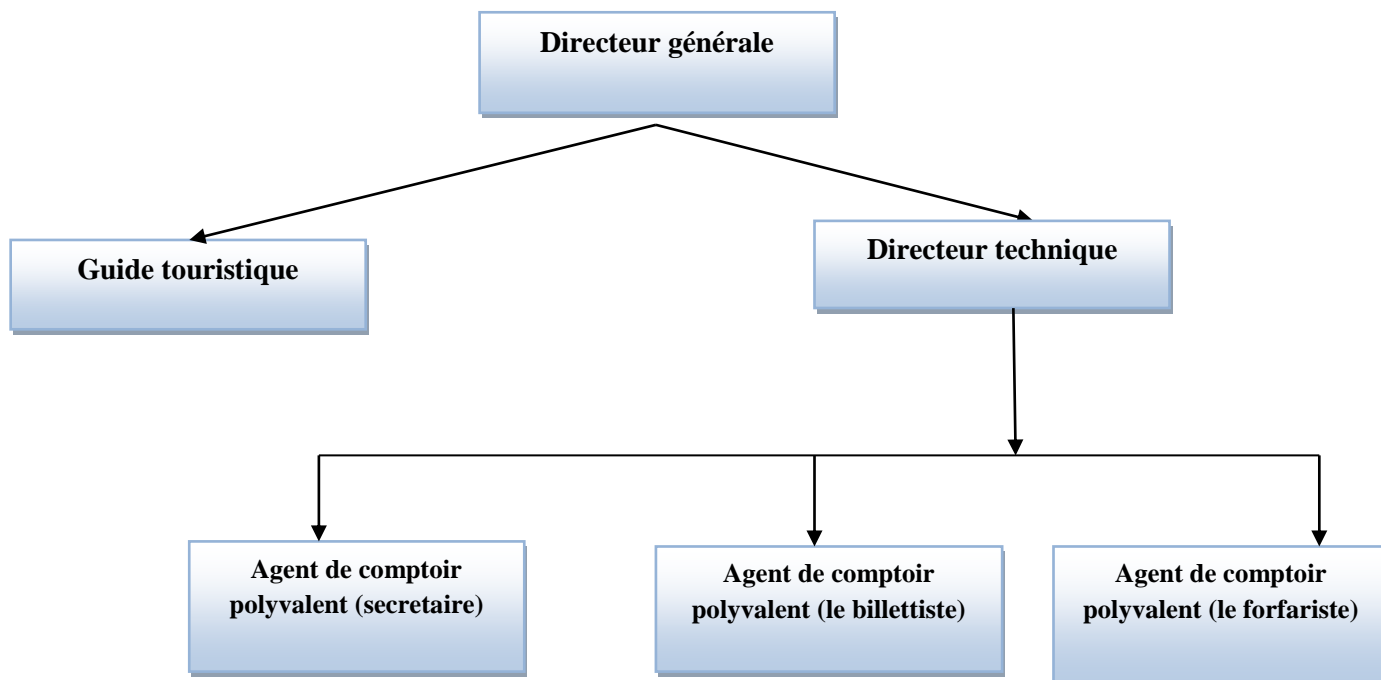 Directeur générale
Guide touristique
Directeur technique
Agent de comptoir
polyvalent (secretaire)
Agent de comptoir
polyvalent (le billettiste)
Agent de comptoir
polyvalent (le forfariste)